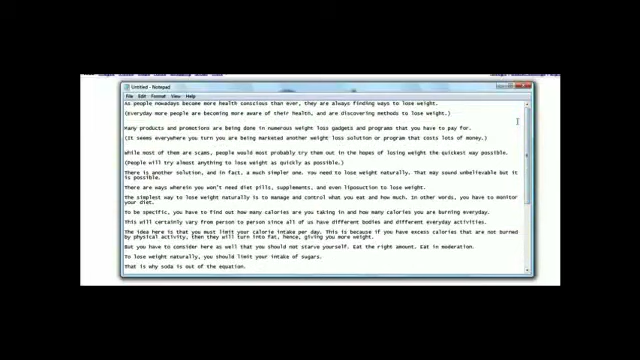 Untitled - Notepad
File Edit Format View Help
As people nowadays become more health conscious than ever, they are always finding ways to lose weight.
(Everyday more people are becoming more aware of their health, and are discovering methods to lose weight.)
Many products and promotions are being done in numerous weight loss gadgets and programs that you have to pay for.
(It seems everywhere you turn you are being marketed another weight loss solution or program that costs lots of money.)
while most of them are scams, people would most probably try them out in the hopes of losing weight the quickest way possible.
(People will try almost anything to lose weight as quickly as possible.)
There is another solution, and in fact, a much simpler one. You need to lose weight naturally. That may sound unbelievable but it
is possible.
There are ways wherein you won't need diet pills, supplements, and even liposuction to lose weight.
The simplest way to lose weight naturally is to manage and control what you eat and how much. In other words, you have to monitor
your diet.
To be specific, you have to find out how many calories are you taking in and how many calories you are burning everyday.
This will certainly vary from person to person since all of us have different bodies and different everyday activities.
The idea here is that you must limit your calorie intake per day. This is because if you have excess calories that are not burned
by physical activity, then they will turn into fat, hence, giving you more weight.
But you have to consider here as well that you should not starve yourself. Eat the right amount. Eat in moderation.
To lose weight naturally, you should limit your intake of sugars.
That is why soda is out of the equation.